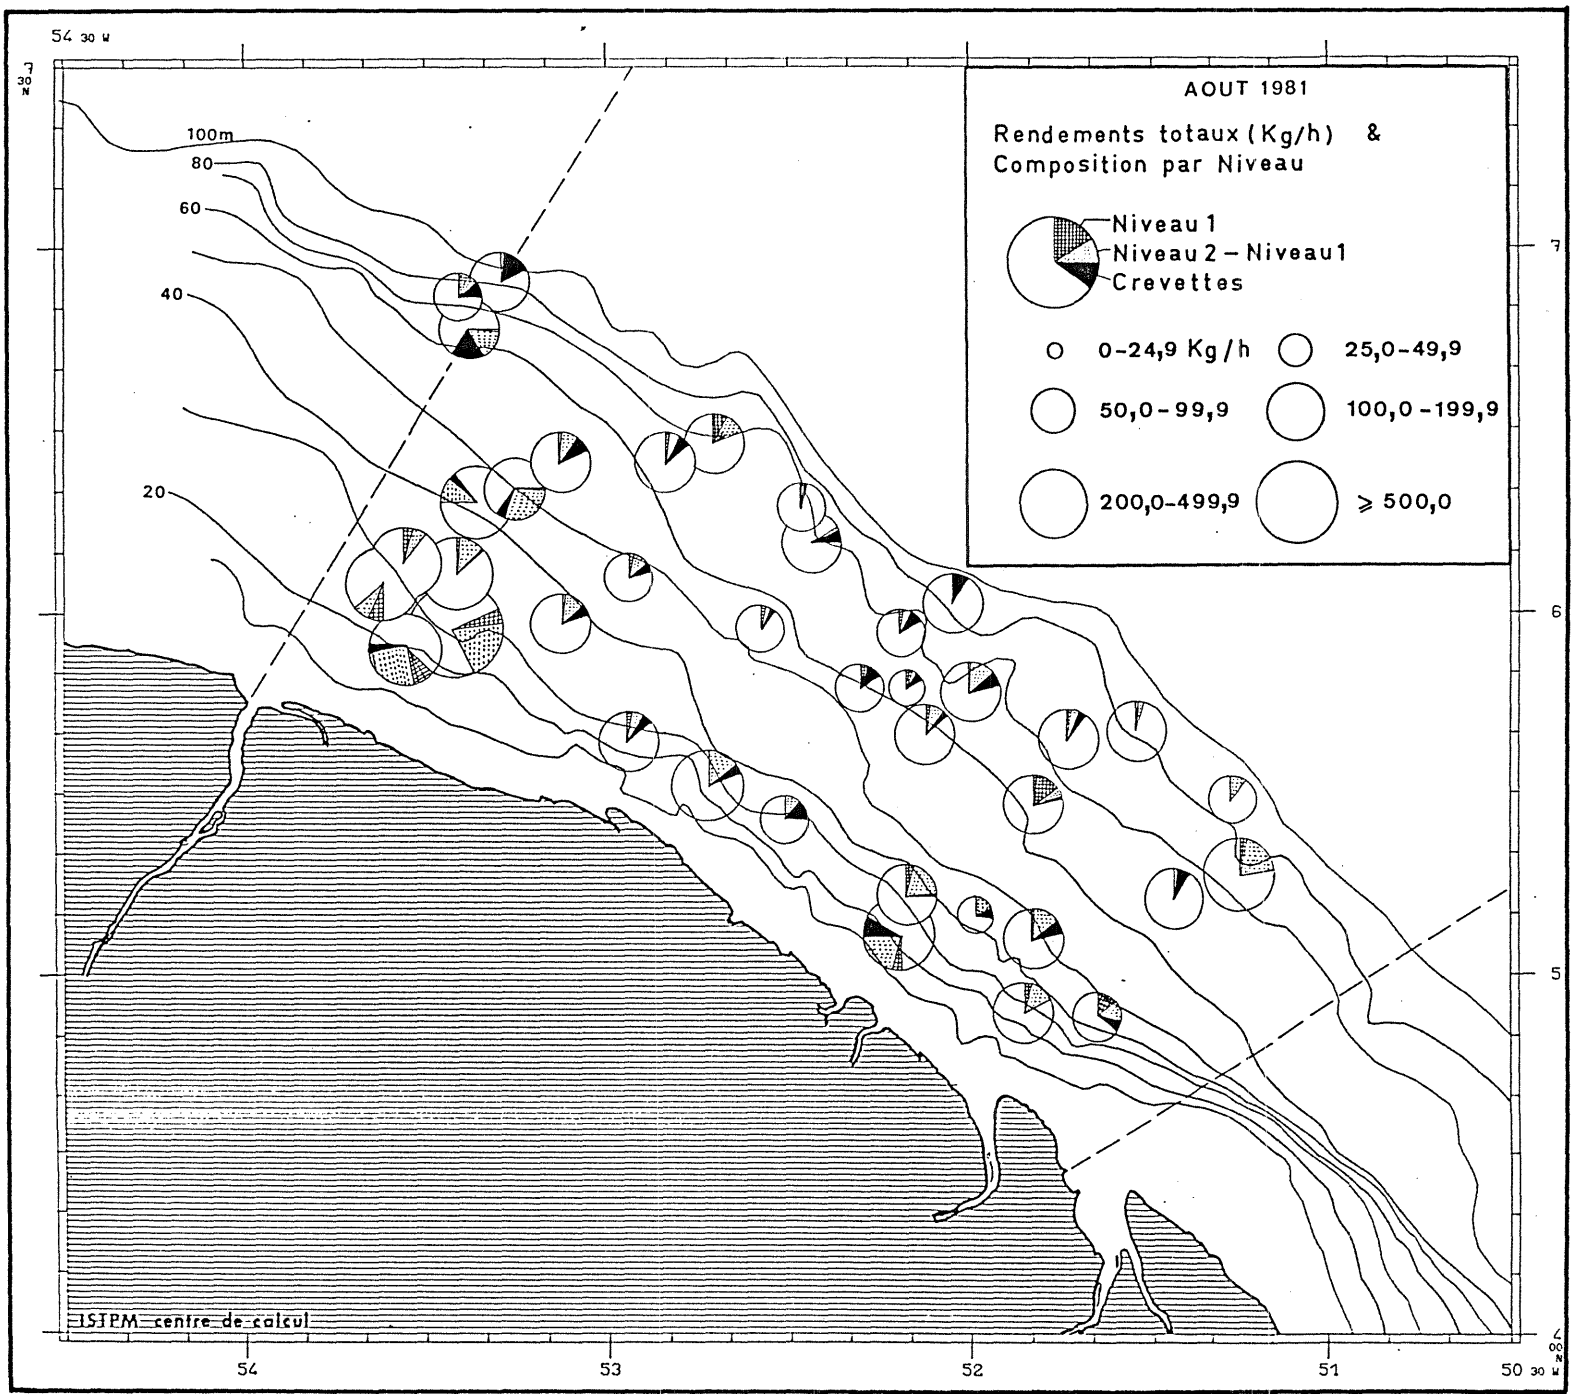 54 30 W
7 30 N
AOUT 1981
Rendements totaux (Kg/h) &
Composition par Niveau
Niveau 1
Niveau 2 - Niveau 1
Crevettes
0-24,9 Kg/h
25,0-49,9
50,0-99,9
100,0-199,9
200,0-499,9
⩾ 500,0
100m
80
60
40
20
7
6
5
4 00 N
ISTPM centre de calcul
54
53
52
51
50 30 W